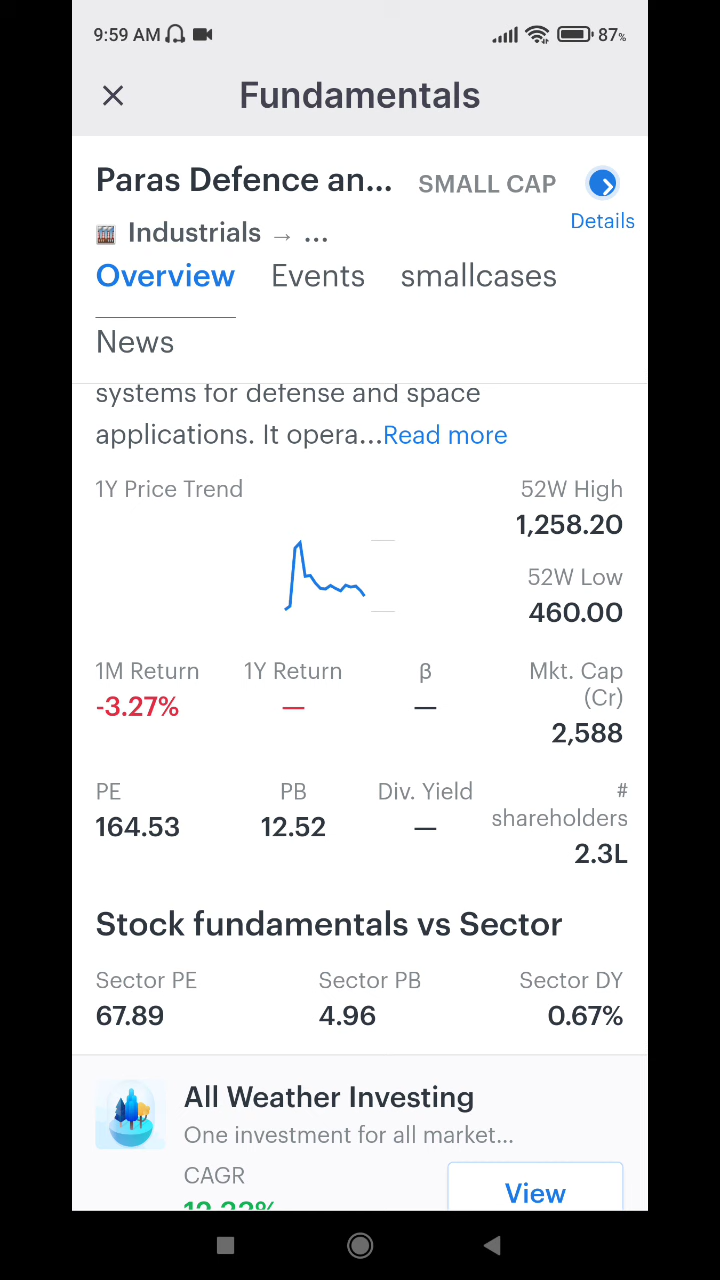 9:59 AM 87%
Fundamentals
Paras Defence an... SMALL CAP
Details
Industrials → ...
Overview Events smallcases
News
systems for defense and space
applications. It opera...Read more
1Y Price Trend 52W High
1,258.20
52W Low
460.00
1M Return 1Y Return β Mkt. Cap
(Cr)
-3.27% — —
2,588
PE PB Div. Yield #
shareholders
164.53 12.52 —
2.3L
Stock fundamentals vs Sector
Sector PE Sector PB Sector DY
67.89 4.96 0.67%
All Weather Investing
One investment for all market...
CAGR
View